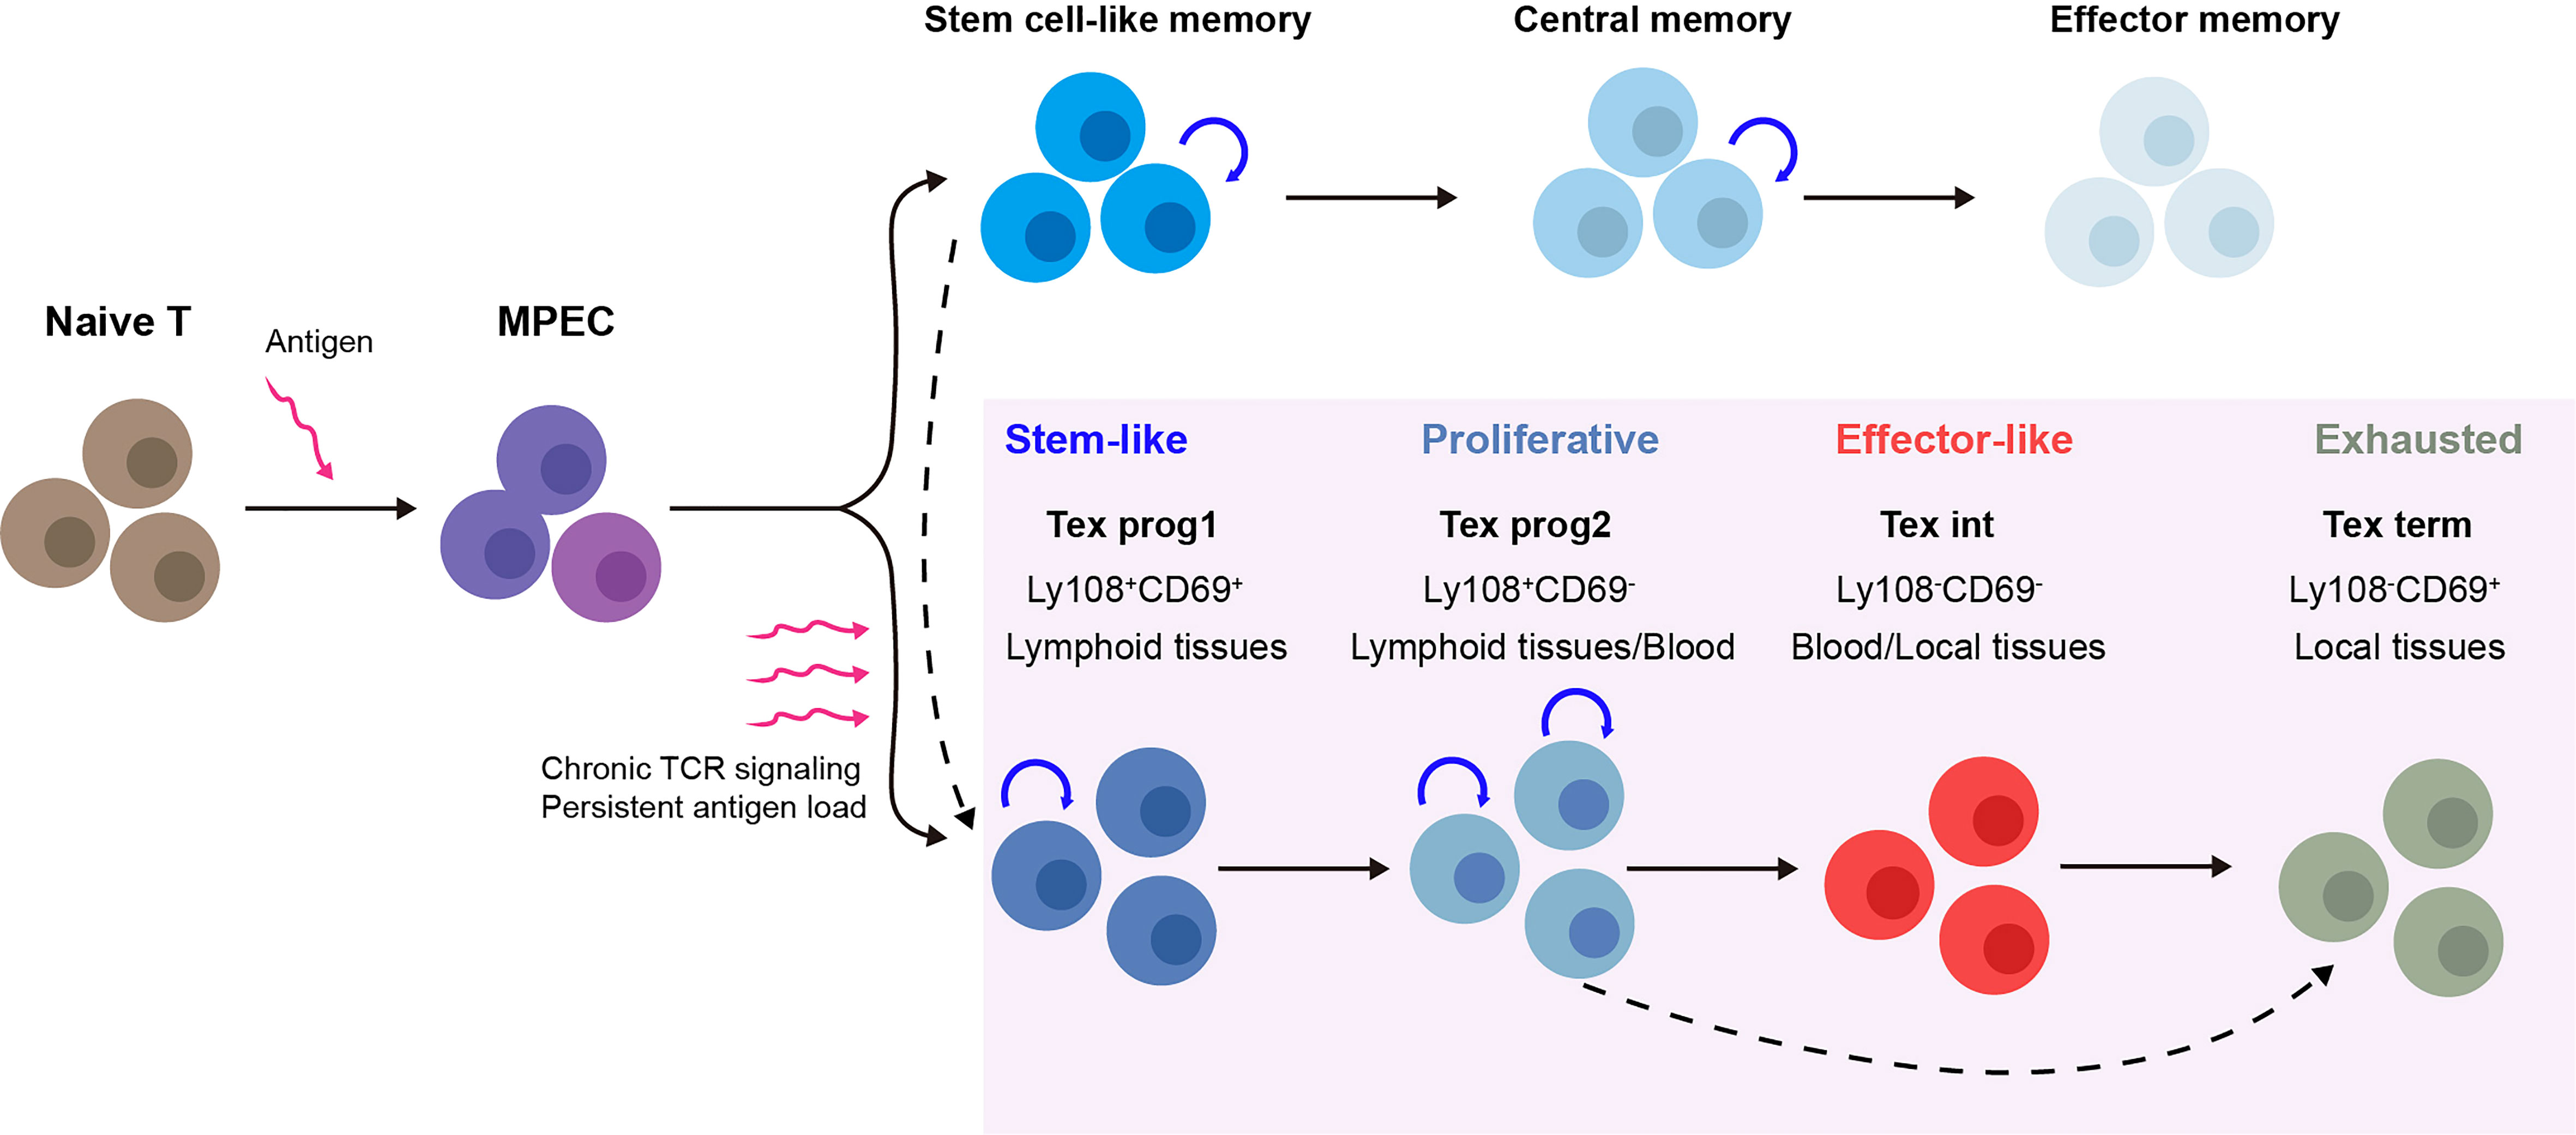 Stem cell-like memory
Central memory
Effector memory
Naive T
Antigen
MPEC
Chronic TCR signaling
Persistent antigen load
Stem-like
Proliferative
Effector-like
Exhausted
Tex prog1
Tex prog2
Tex int
Tex term
Ly108⁺CD69⁺
Ly108⁺CD69⁻
Ly108⁻CD69⁻
Ly108⁻CD69⁺
Lymphoid tissues
Lymphoid tissues/Blood
Blood/Local tissues
Local tissues